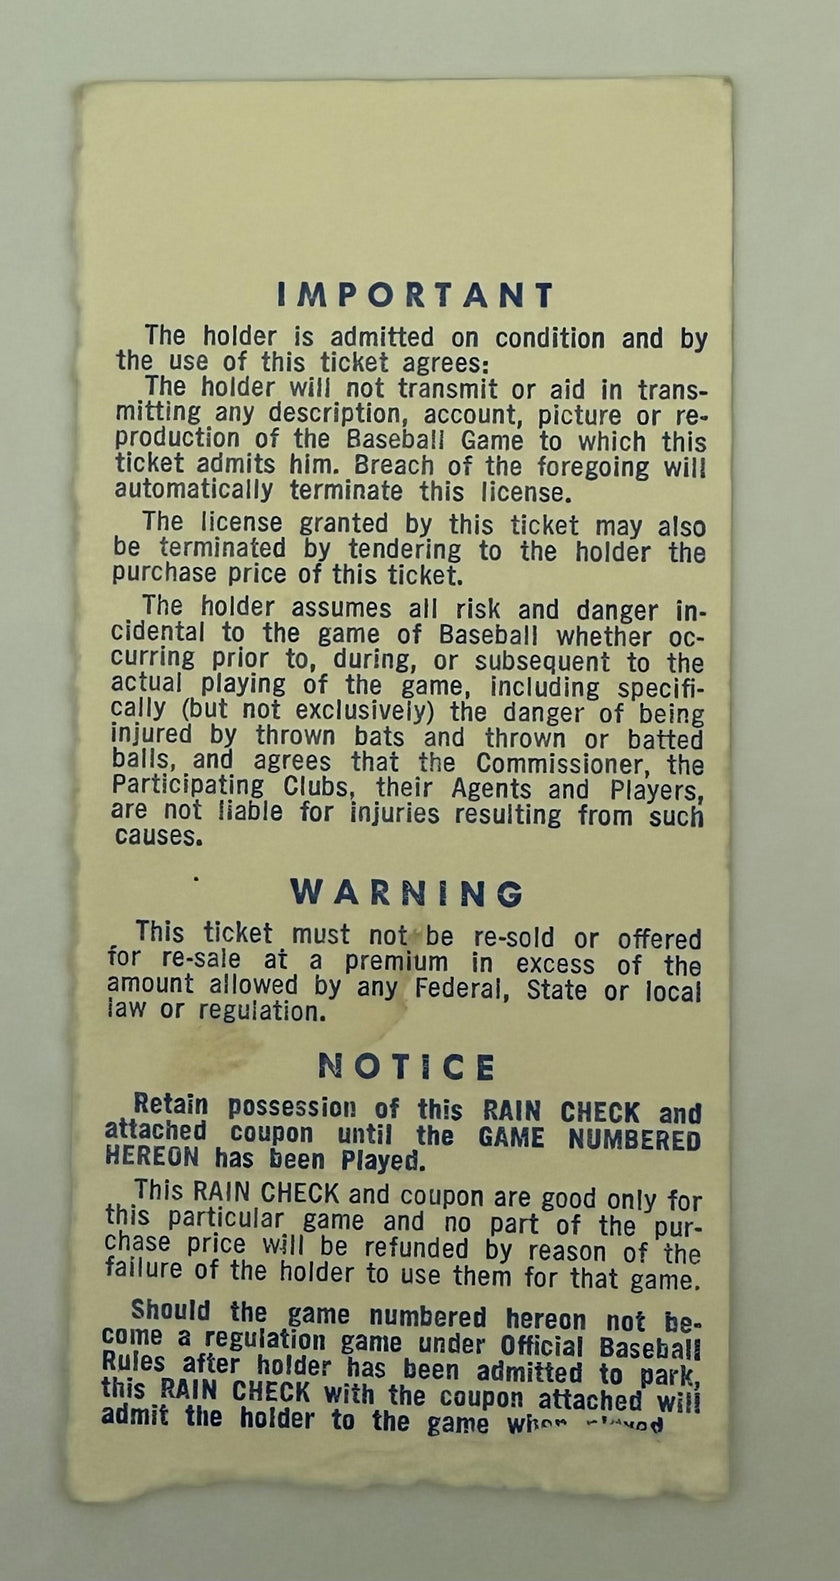 IMPORTANT
The holder is admitted on condition and by
the use of this ticket agrees:
The holder will not transmit or aid in trans-
mitting any description, account, picture or re-
production of the Baseball Game to which this
ticket admits him. Breach of the foregoing will
automatically terminate this license.
The license granted by this ticket may also
be terminated by tendering to the holder the
purchase price of this ticket.
The holder assumes all risk and danger in-
cidental to the game of Baseball whether oc-
curring prior to, during, or subsequent to the
actual playing of the game, including specifi-
cally (but not exclusively) the danger of being
injured by thrown bats and thrown or batted
balls, and agrees that the Commissioner, the
Participating Clubs, their Agents and Players,
are not liable for injuries resulting from such
causes.
WARNING
This ticket must not be re-sold or offered
for re-sale at a premium in excess of the
amount allowed by any Federal, State or local
law or regulation.
NOTICE
Retain possession of this RAIN CHECK and
attached coupon until the GAME NUMBERED
HEREON has been Played.
This RAIN CHECK and coupon are good only for
this particular game and no part of the pur-
chase price will be refunded by reason of the
failure of the holder to use them for that game.
Should the game numbered hereon not be-
come a regulation game under Official Baseball
Rules after holder has been admitted to park,
this RAIN CHECK with the coupon attached will
admit the holder to the game when played